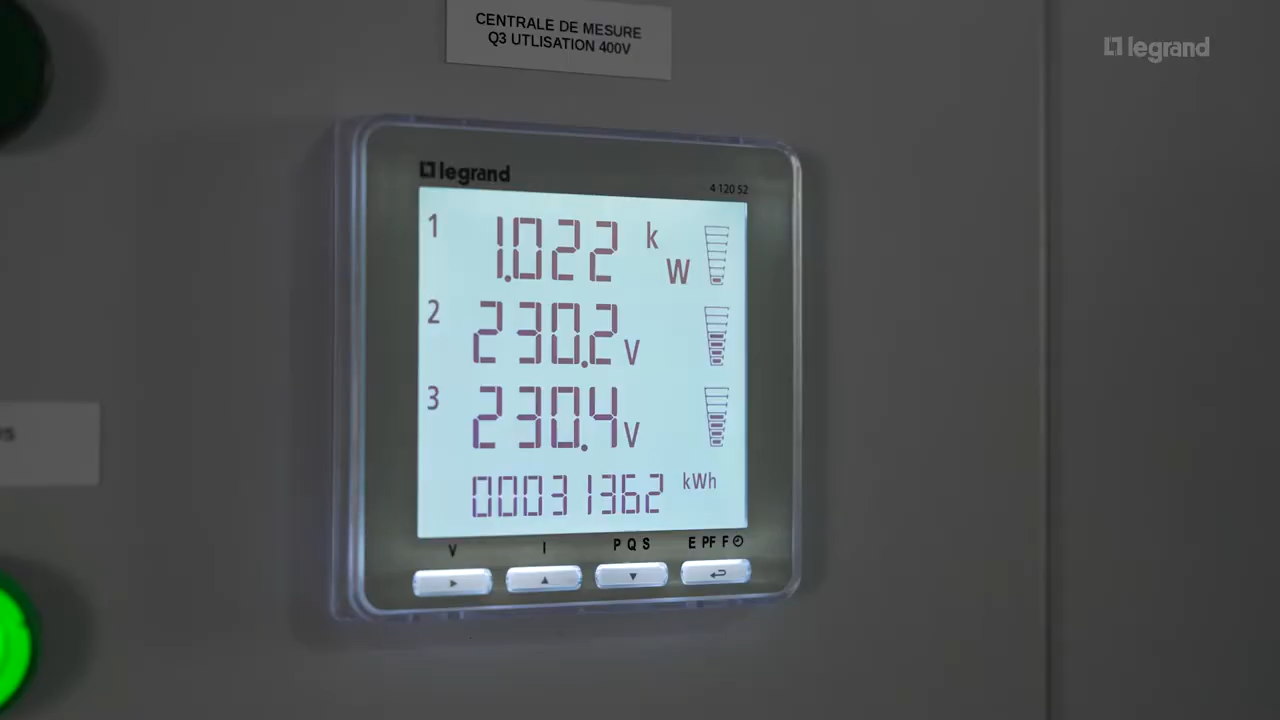 CENTRALE DE MESURE
Q3 UTLISATION 400V
legrand
legrand
4 120 52
1 1.022 kW
2 230.2 V
3 230.4 V
00031362 kWh
V I P Q S E PF F